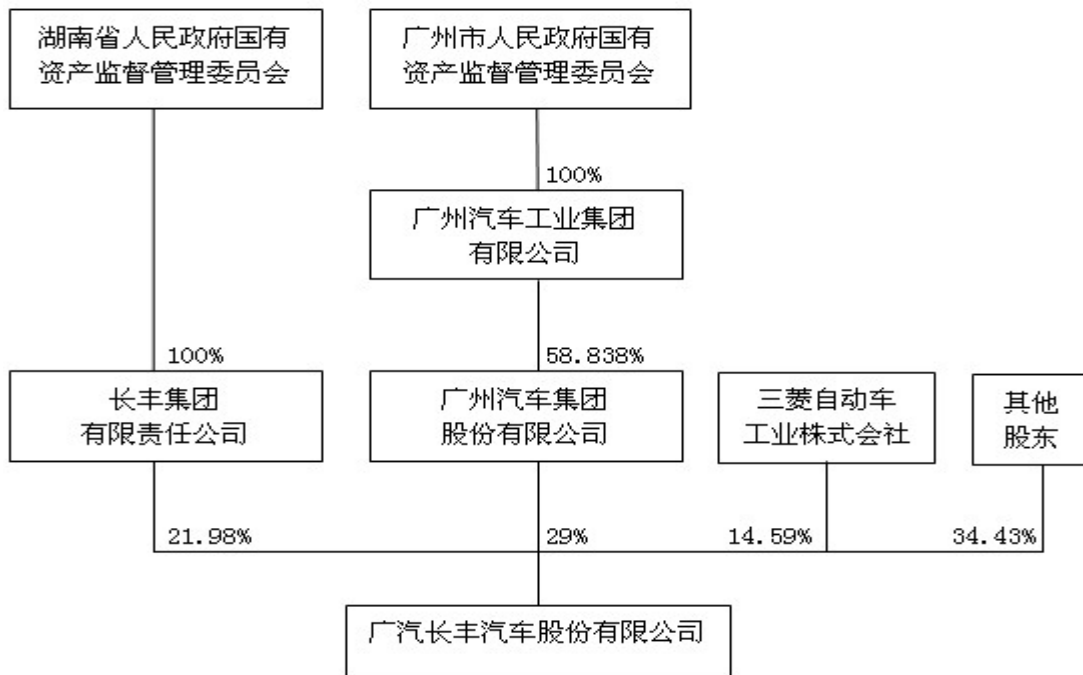 湖南省人民政府国有
资产监督管理委员会
广州市人民政府国有
资产监督管理委员会
100%
广州汽车工业集团
有限公司
100%
58.838%
长丰集团
有限责任公司
广州汽车集团
股份有限公司
三菱自动车
工业株式会社
其他
股东
21.98%
29%
14.59%
34.43%
广汽长丰汽车股份有限公司